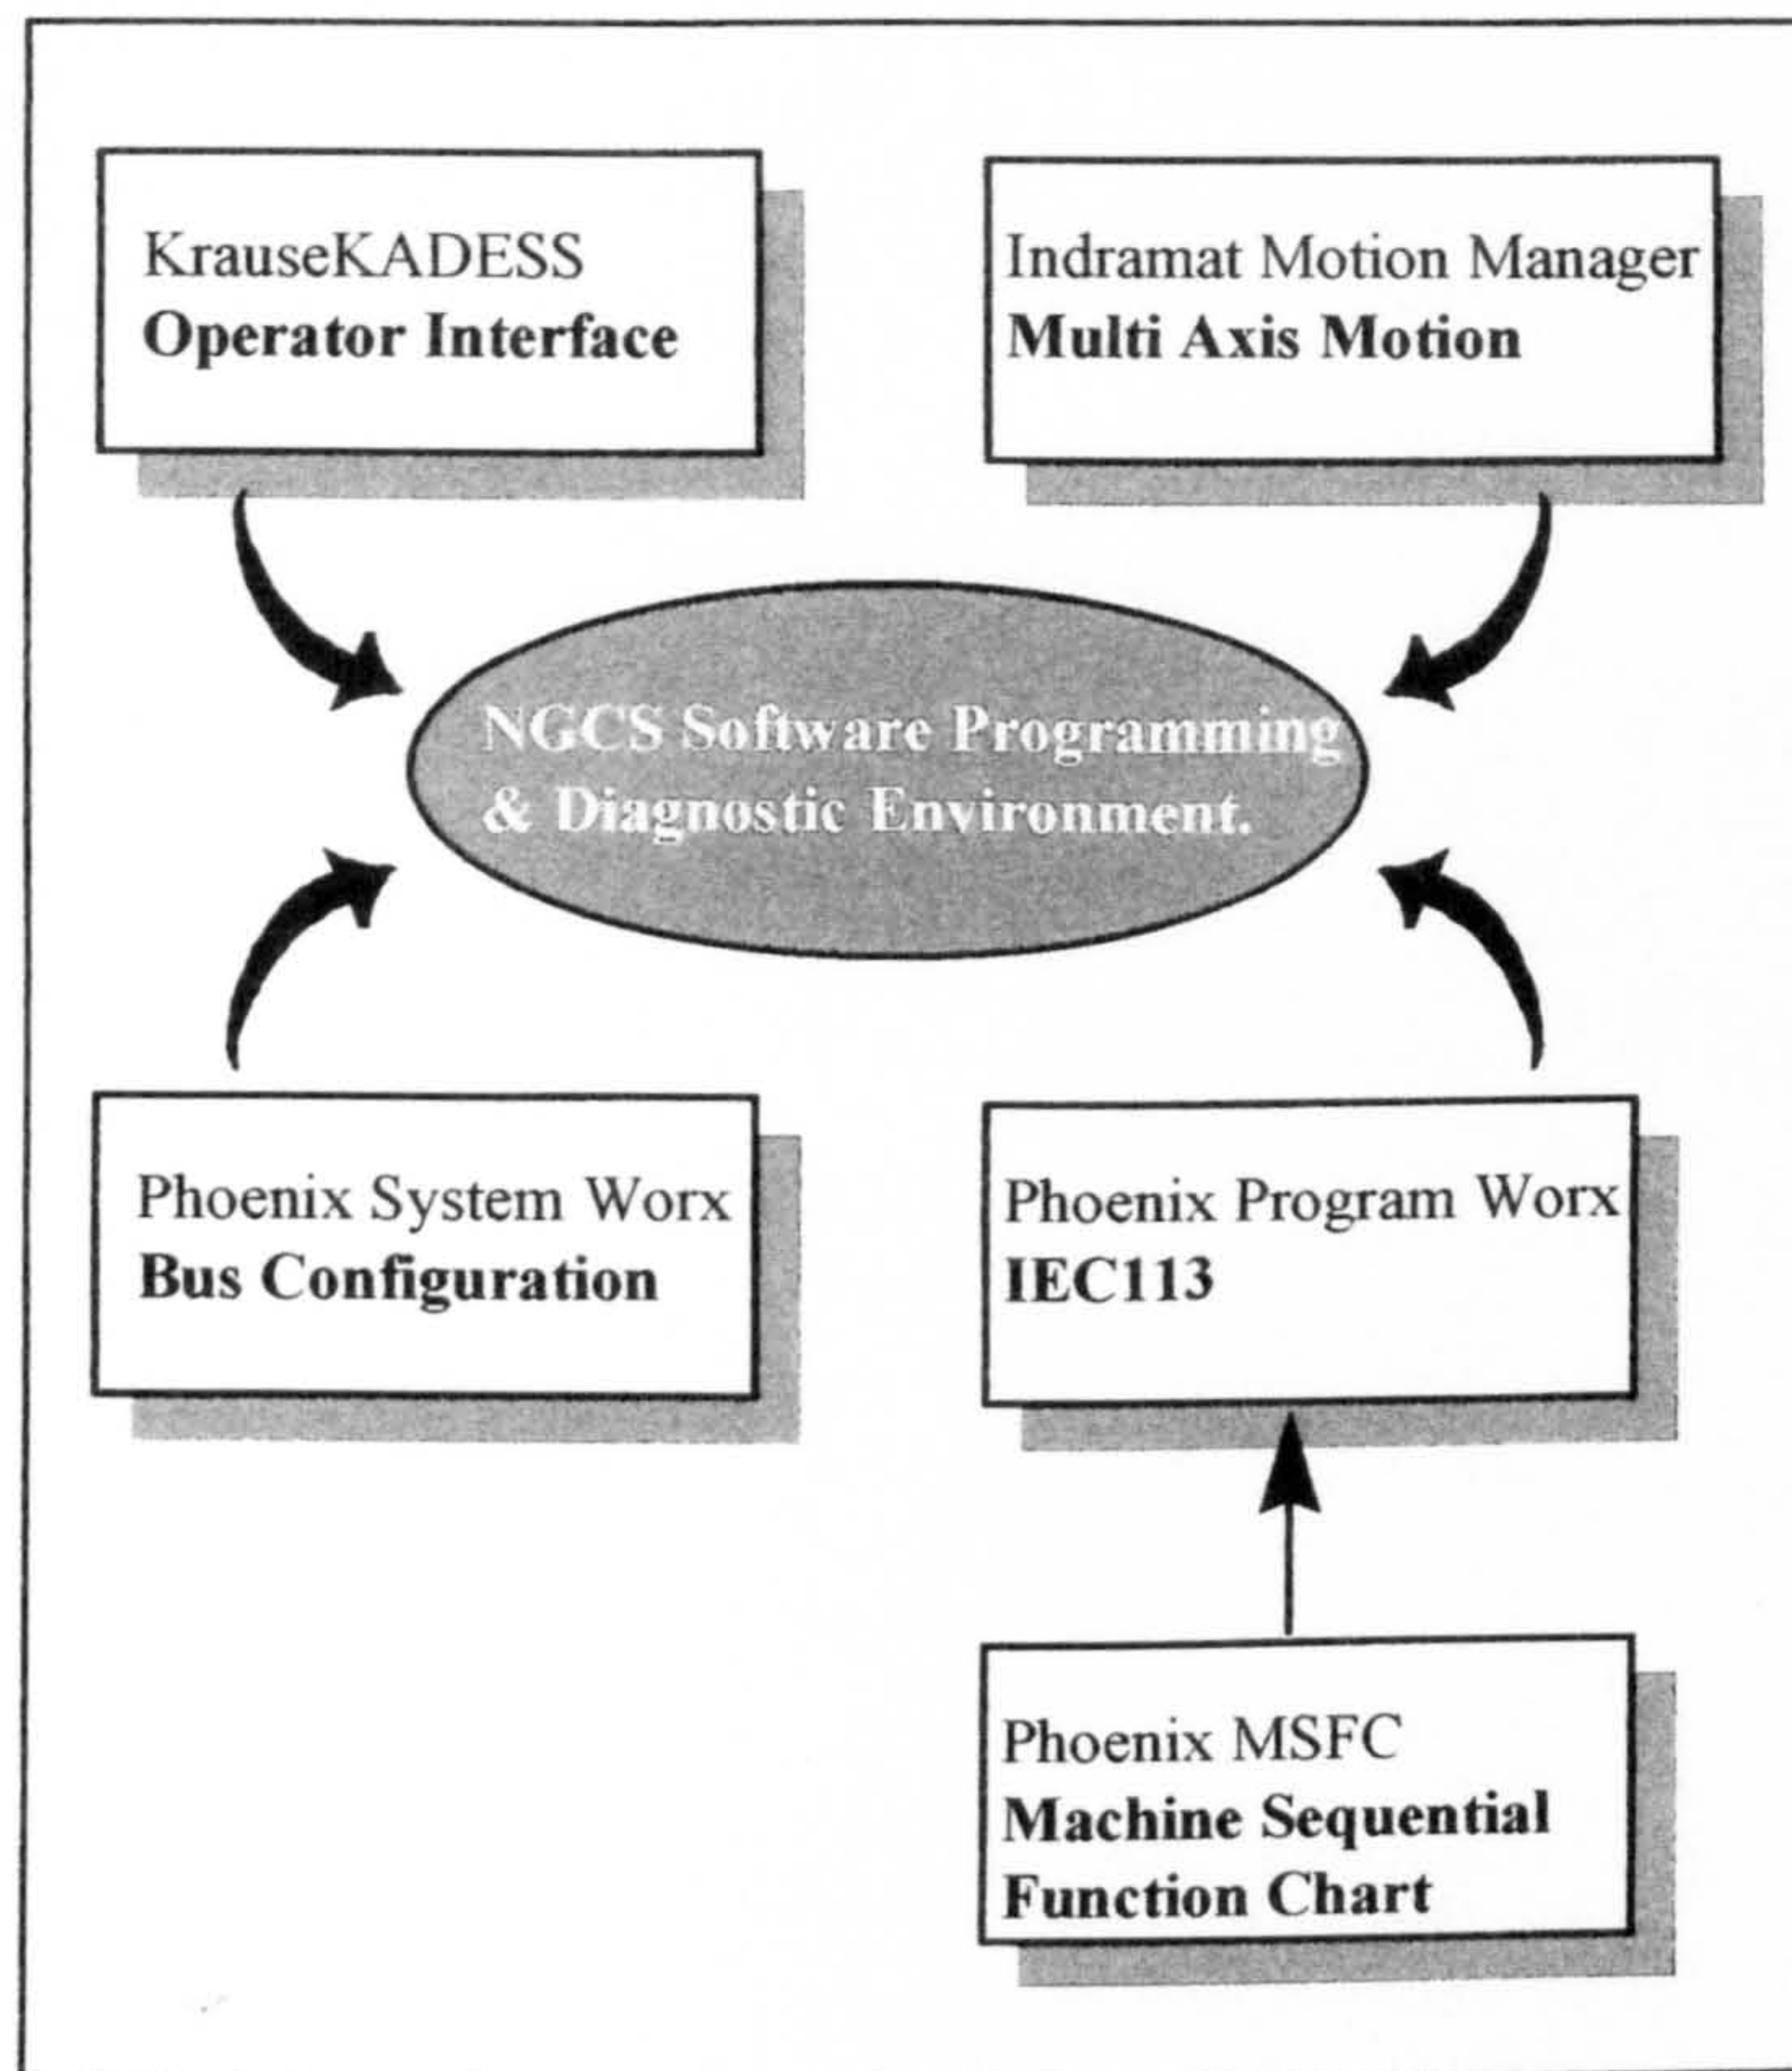 KrauseKADESS
Operator Interface
Indramat Motion Manager
Multi Axis Motion
NGCS Software Programming
& Diagnostic Environment.
Phoenix System Worx
Bus Configuration
Phoenix Program Worx
IEC113
Phoenix MSFC
Machine Sequential
Function Chart